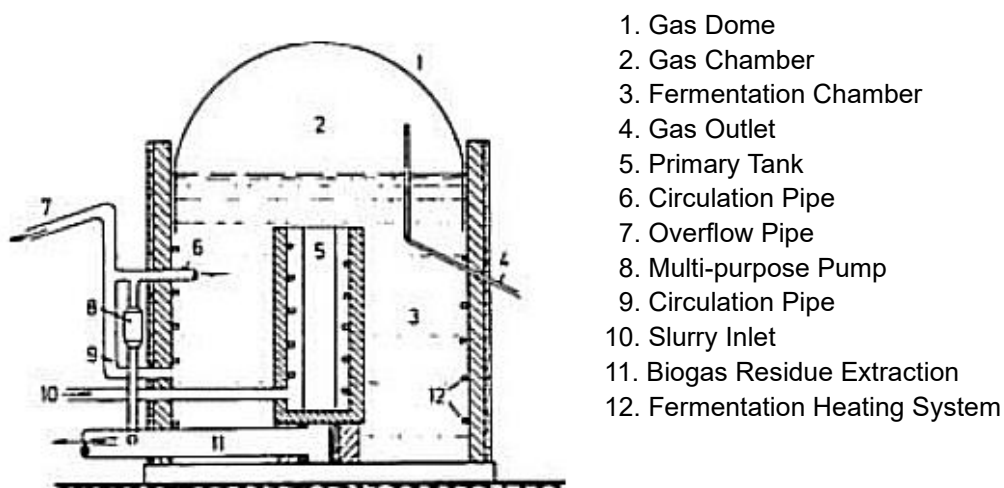 1
2
7
6
5
4
8
3
9
10
12
11
1. Gas Dome
2. Gas Chamber
3. Fermentation Chamber
4. Gas Outlet
5. Primary Tank
6. Circulation Pipe
7. Overflow Pipe
8. Multi-purpose Pump
9. Circulation Pipe
10. Slurry Inlet
11. Biogas Residue Extraction
12. Fermentation Heating System